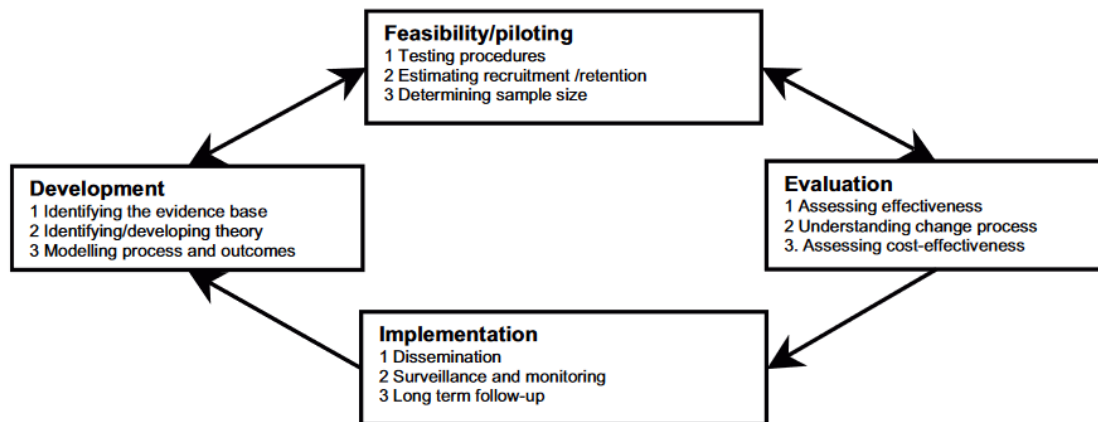 Feasibility/piloting
1 Testing procedures
2 Estimating recruitment /retention
3 Determining sample size
Development
1 Identifying the evidence base
2 Identifying/developing theory
3 Modelling process and outcomes
Evaluation
1 Assessing effectiveness
2 Understanding change process
3. Assessing cost-effectiveness
Implementation
1 Dissemination
2 Surveillance and monitoring
3 Long term follow-up